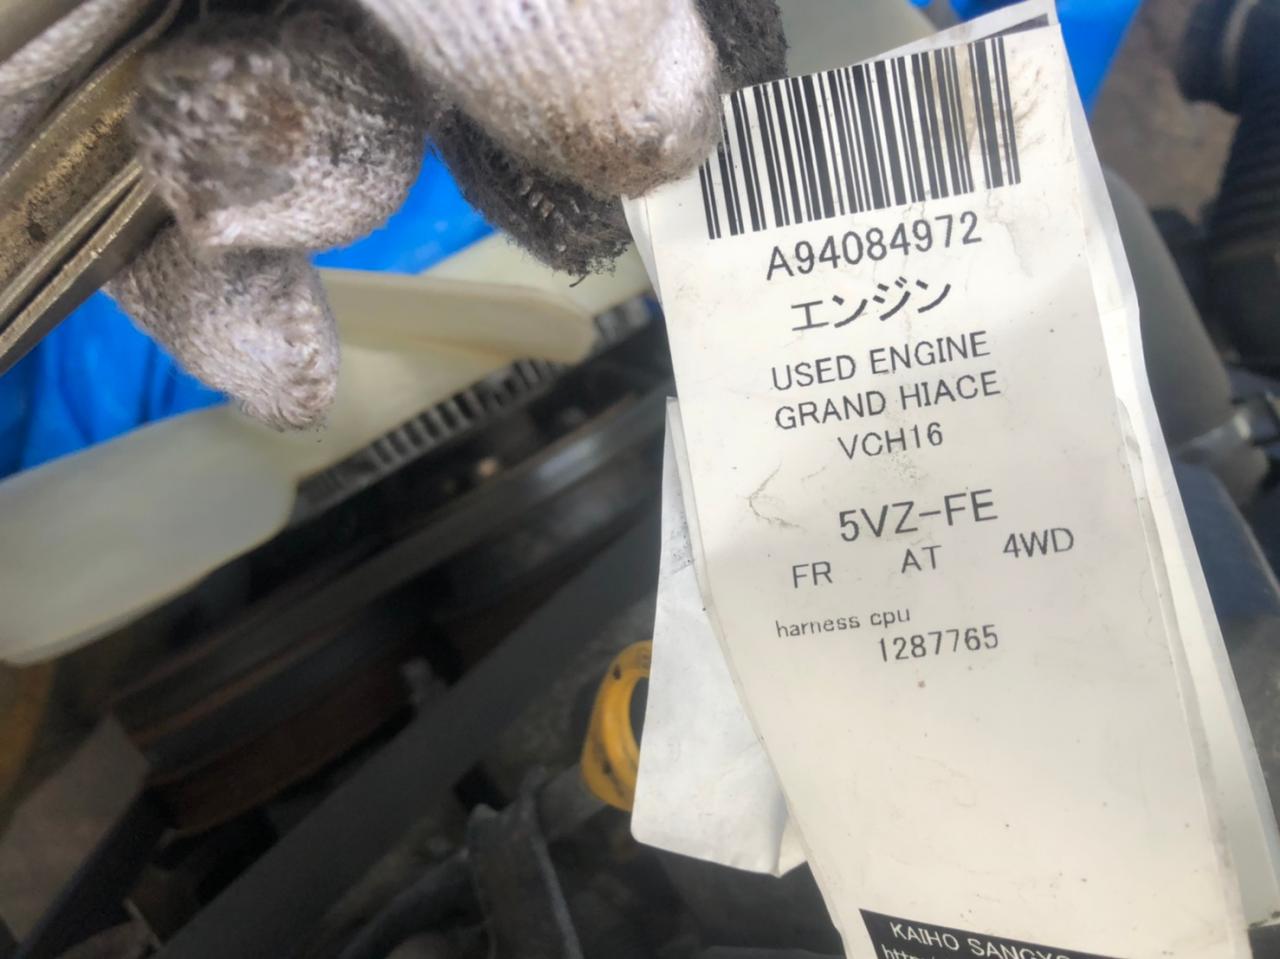 A94084972
エンジン
USED ENGINE
GRAND HIACE
VCH16
5VZ-FE
FR AT 4WD
harness cpu
1287765
KAIHO